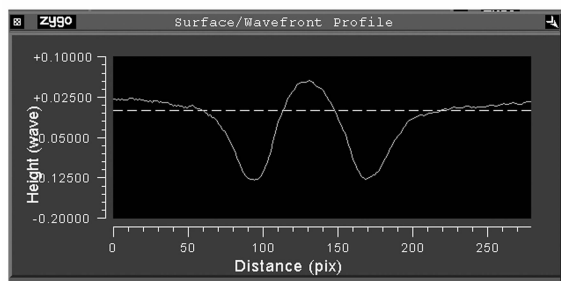 zygo Surface/Wavefront Profile
+0.10000
+0.02500
-0.05000
-0.12500
-0.20000
Height (wave)
0 50 100 150 200 250
Distance (pix)